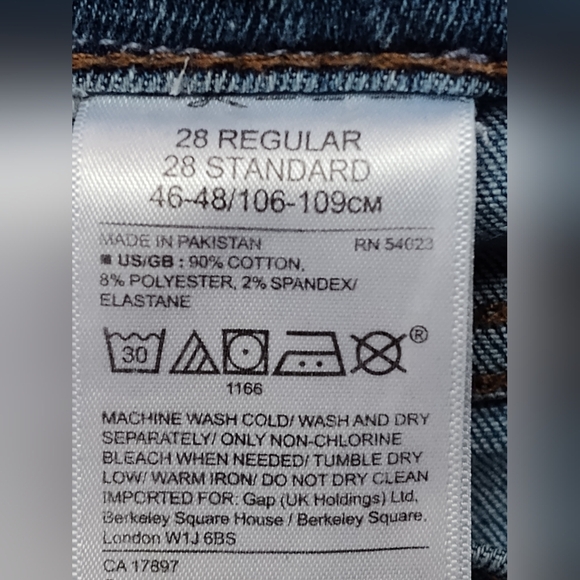 28 REGULAR
28 STANDARD
46-48/106-109CM
MADE IN PAKISTAN RN 54023
■ US/GB : 90% COTTON,
8% POLYESTER, 2% SPANDEX/
ELASTANE
30 ®
1166
MACHINE WASH COLD/ WASH AND DRY
SEPARATELY/ ONLY NON-CHLORINE
BLEACH WHEN NEEDED/ TUMBLE DRY
LOW/ WARM IRON/ DO NOT DRY CLEAN
IMPORTED FOR: Gap (UK Holdings) Ltd,
Berkeley Square House / Berkeley Square,
London W1J 6BS
CA 17897